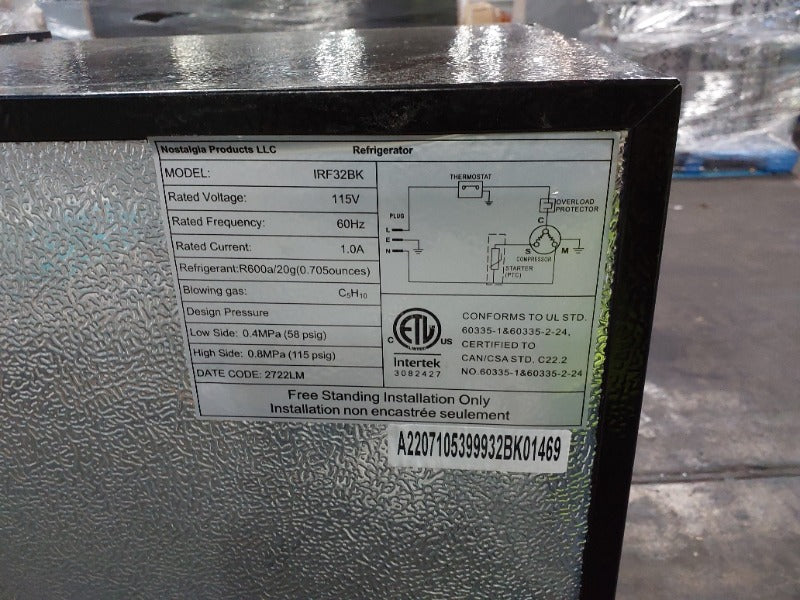 Nostalgia Products LLC Refrigerator
MODEL: IRF32BK
Rated Voltage: 115V
Rated Frequency: 60Hz
Rated Current: 1.0A
Refrigerant:R600a/20g(0.705ounces)
Blowing gas: C₅H₁₀
Design Pressure
Low Side: 0.4MPa (58 psig)
High Side: 0.8MPa (115 psig)
DATE CODE: 2722LM
THERMOSTAT
OVERLOAD
PROTECTOR
PLUG
L
E
N
C
S
M
COMPRESSOR
STARTER
(PTC)
C ETL US
Intertek
3082427
CONFORMS TO UL STD.
60335-1&60335-2-24,
CERTIFIED TO
CAN/CSA STD. C22.2
NO.60335-1&60335-2-24
Free Standing Installation Only
Installation non encastrée seulement
A2207105399932BK01469